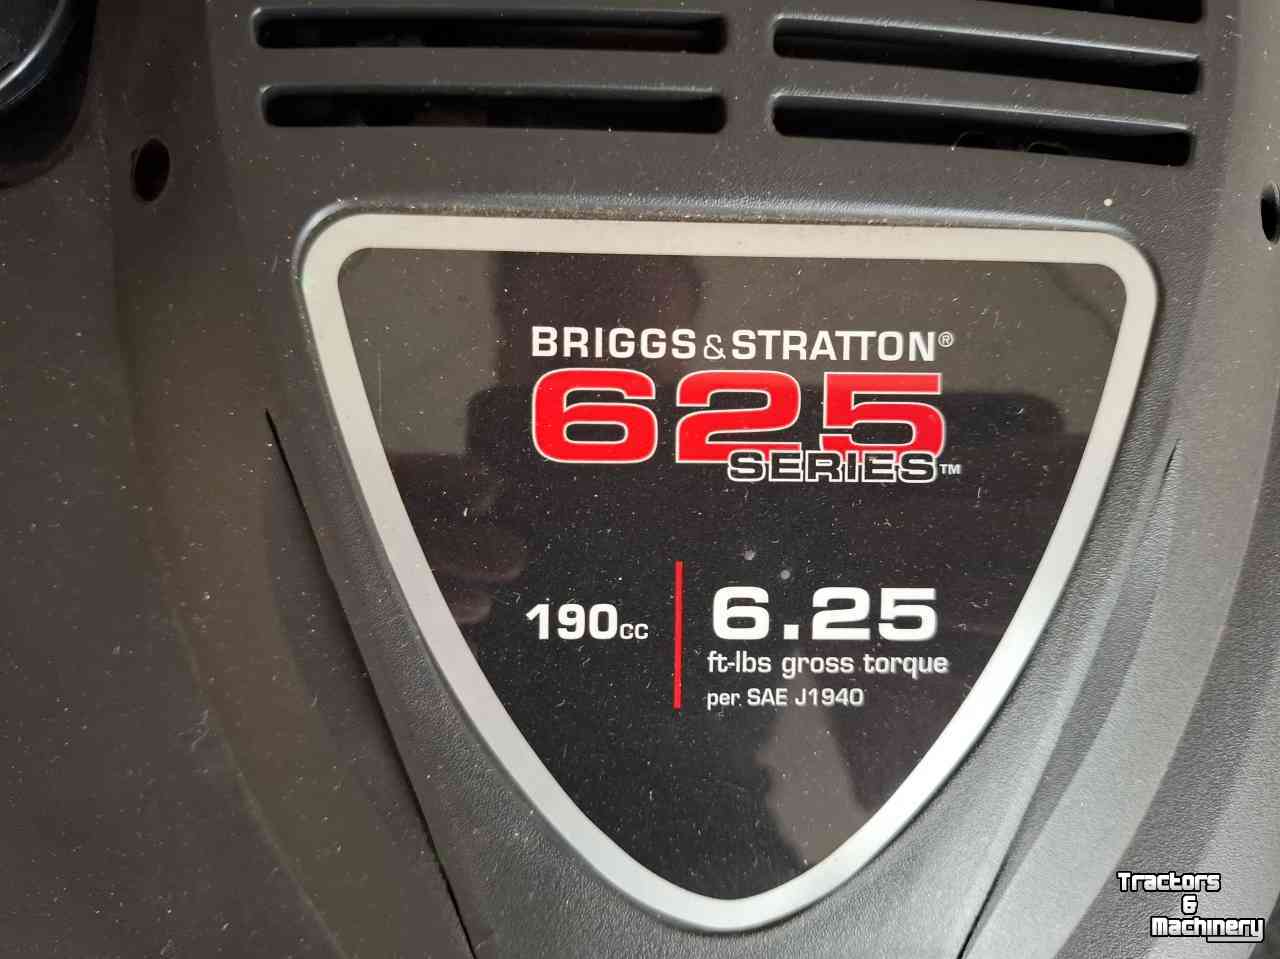 BRIGGS & STRATTON®
625
SERIES™
190cc
6.25
ft-lbs gross torque
per SAE J1940
Tractors
&
Machinery